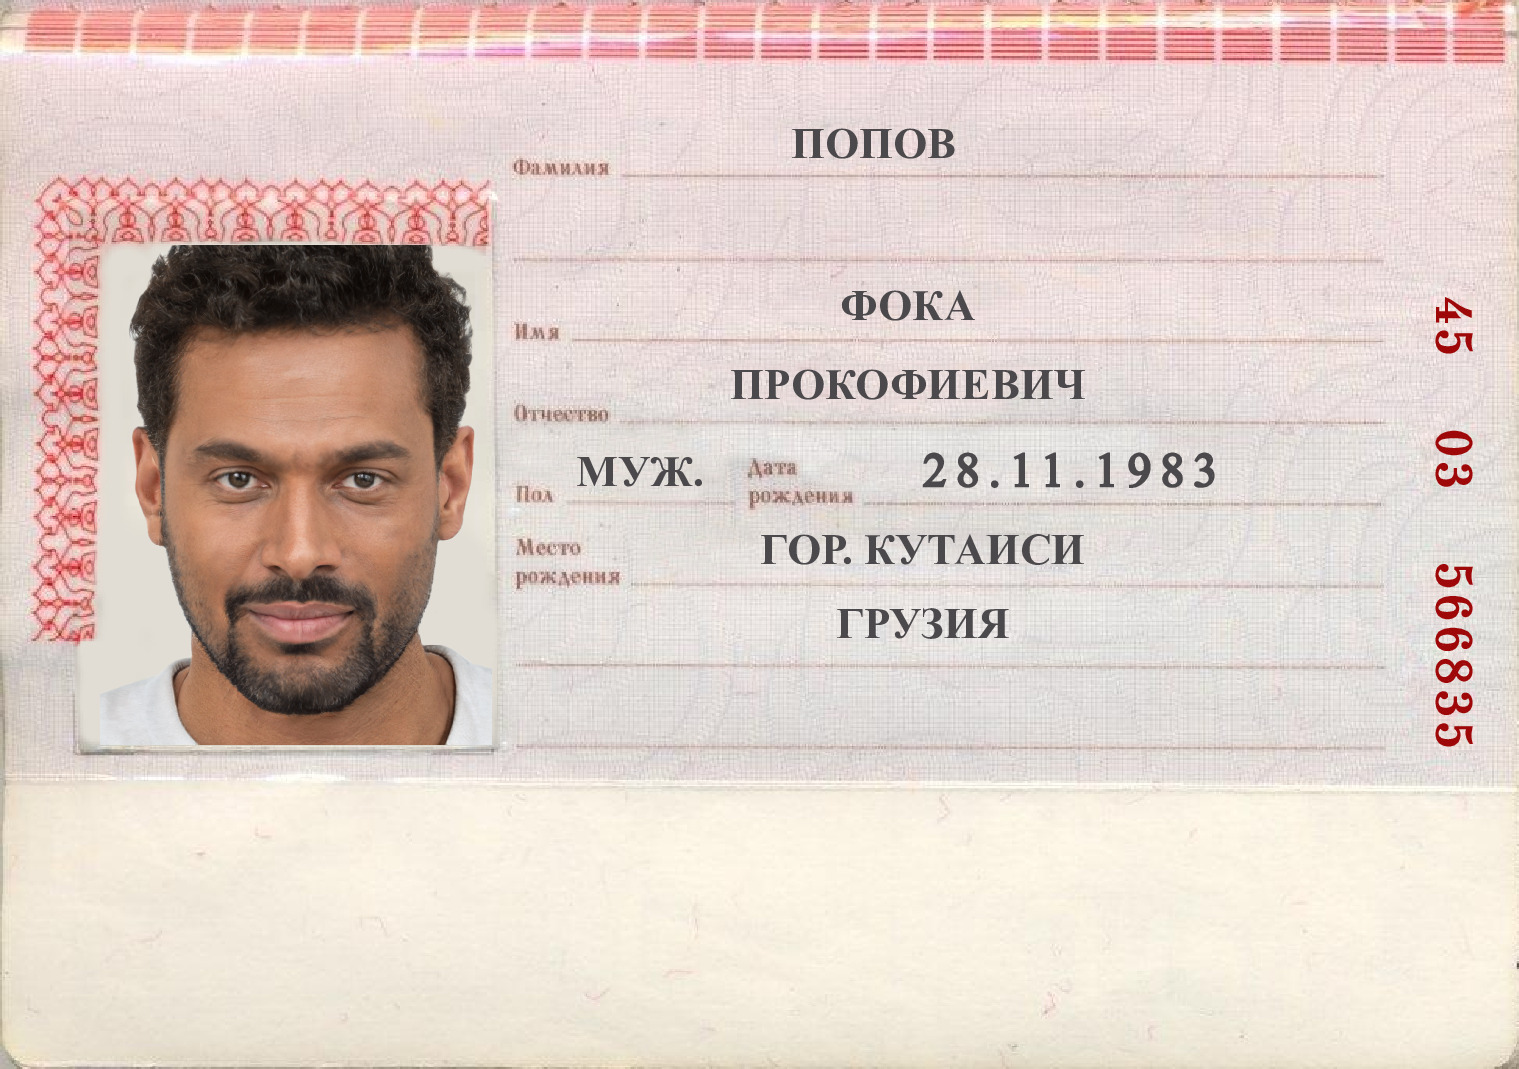 ПОПОВ
Фамилия
ФОКА
Имя
ПРОКОФИЕВИЧ
Отчество
МУЖ. Дата 28.11.1983
Пол рождения
Место ГОР. КУТАИСИ
рождения
ГРУЗИЯ
45 03 566835